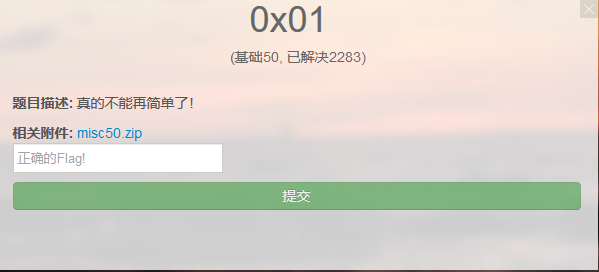 0x01
(基础50, 已解决2283)
题目描述: 真的不能再简单了!
相关附件: misc50.zip
正确的Flag!
提交